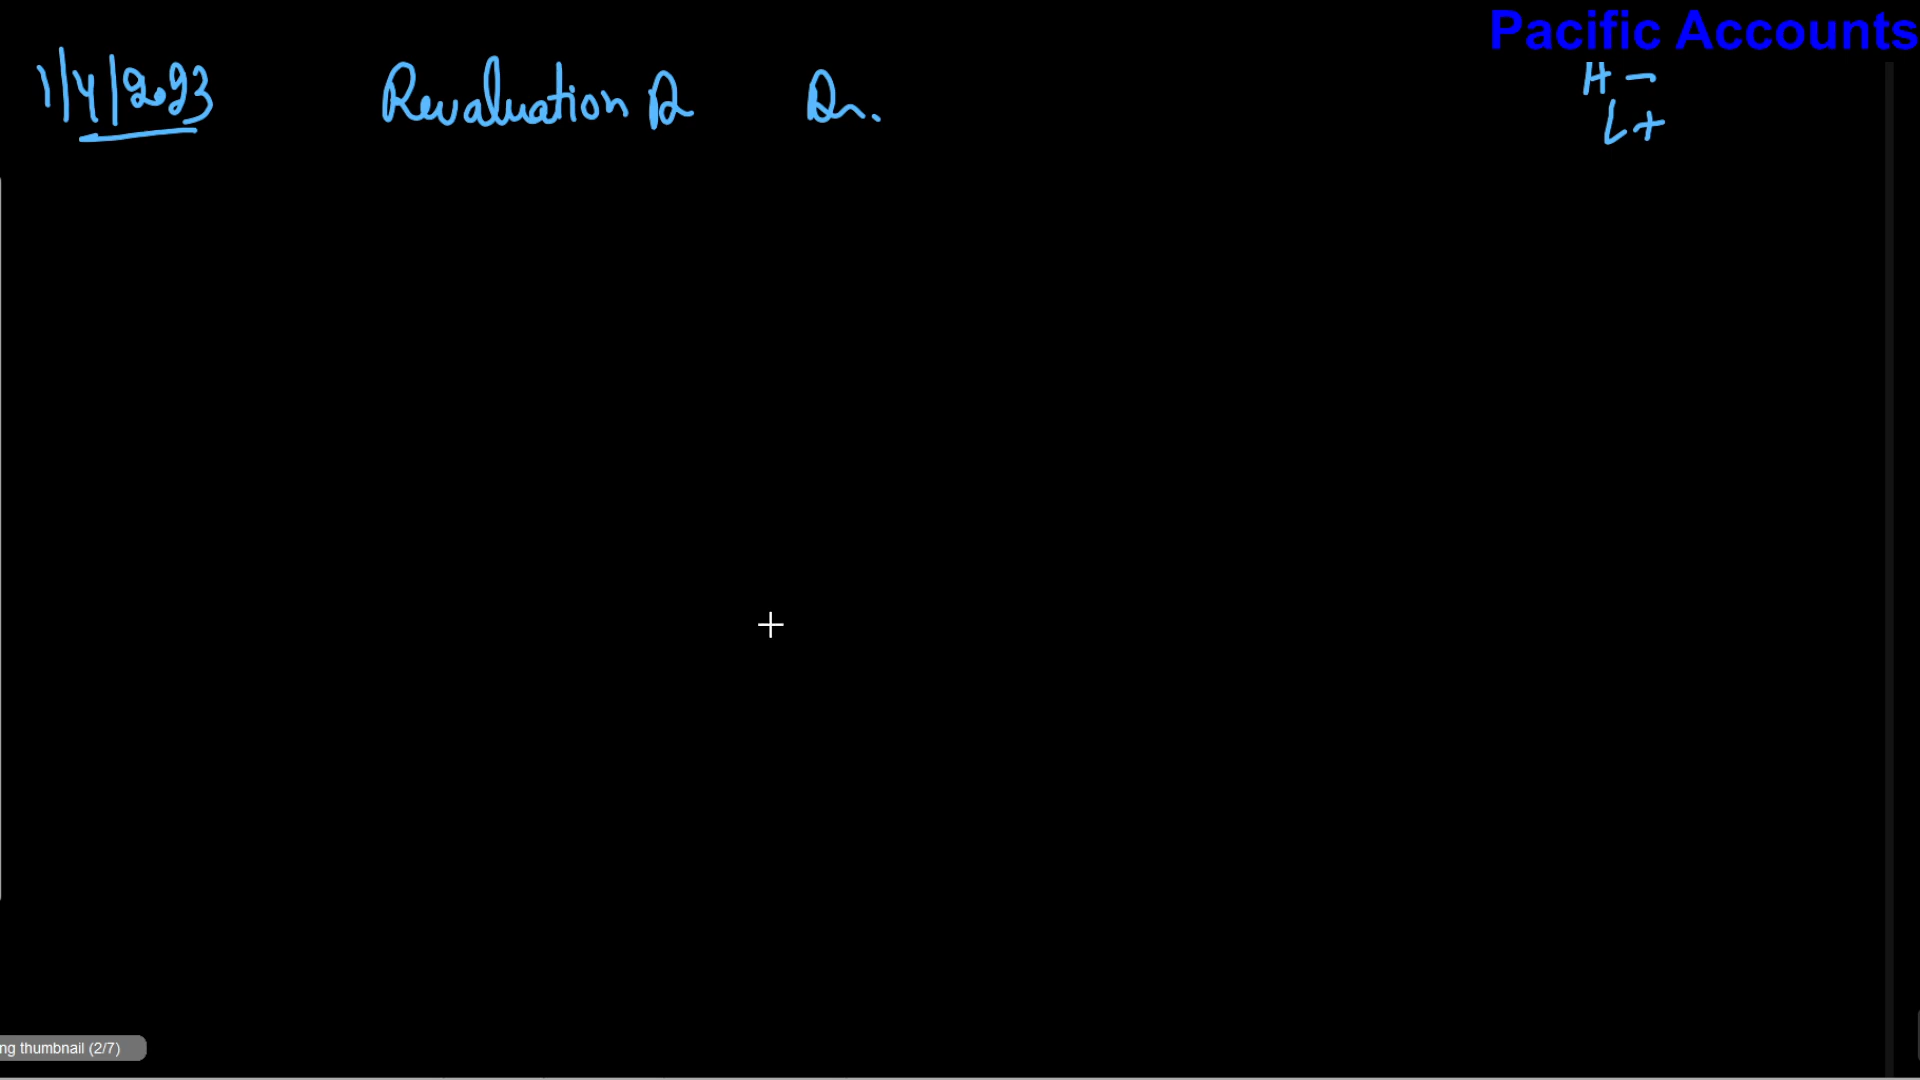 Pacific Accounts
1/4/2023 Revaluation A Dr.
A -
L +
ng thumbnail (2/7)